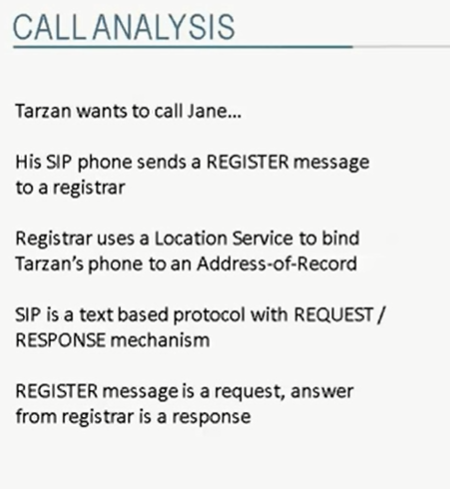 CALL ANALYSIS
Tarzan wants to call Jane...
His SIP phone sends a REGISTER message
to a registrar
Registrar uses a Location Service to bind
Tarzan's phone to an Address-of-Record
SIP is a text based protocol with REQUEST /
RESPONSE mechanism
REGISTER message is a request, answer
from registrar is a response